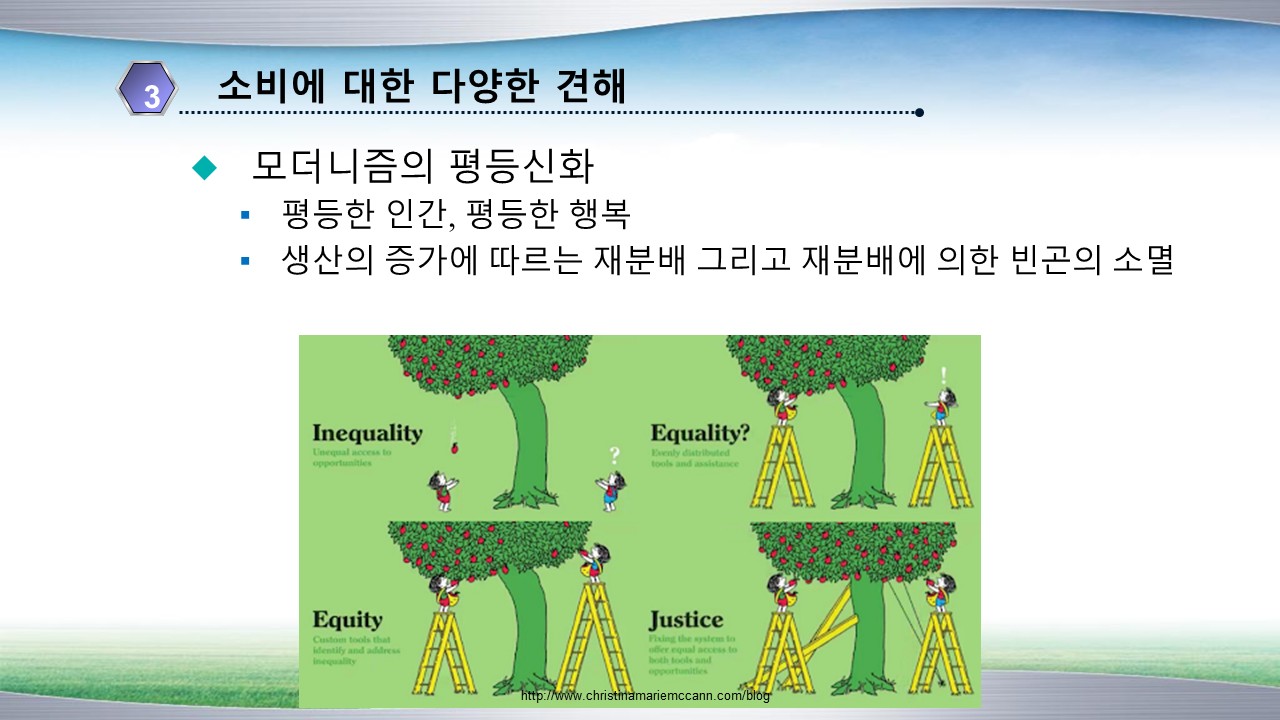 3
소비에 대한 다양한 견해
모더니즘의 평등신화
평등한 인간, 평등한 행복
생산의 증가에 따르는 재분배 그리고 재분배에 의한 빈곤의 소멸
Inequality
Unequal access to
opportunities
?
Equality?
Evenly distributed
tools and assistance
!
Equity
Custom tools that
identify and address
inequality
Justice
Fixing the system to
offer equal access to
both tools and
opportunities
http://www.christinamariemccann.com/blog